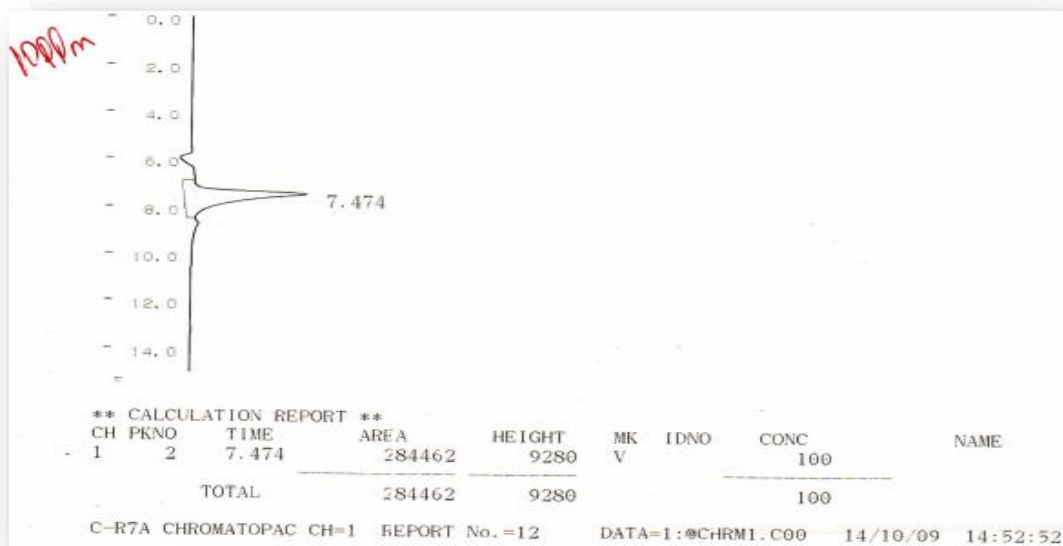 0.0
2.0
4.0
6.0
8.0
7.474
10.0
12.0
14.0
** CALCULATION REPORT **
CH PKNO TIME AREA HEIGHT MK IDNO CONC NAME
1 2 7.474 284462 9280 V 100
TOTAL 284462 9280 100
C-R7A CHROMATOPAC CH=1 REPORT No.=12 DATA=1:@CHRM1.C00 14/10/09 14:52:52